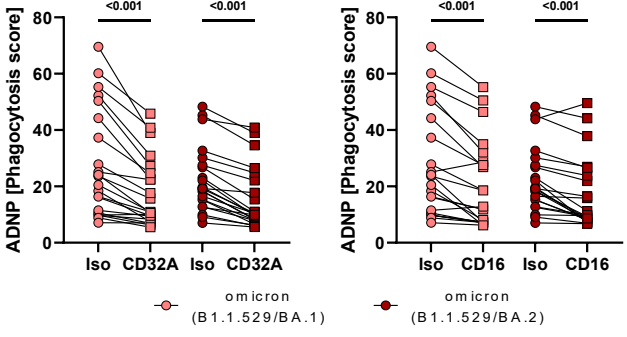 <0.001 <0.001 <0.001 <0.001
ADNP [Phagocytosis score]
80
60
40
20
0
Iso CD32A Iso CD32A
ADNP [Phagocytosis score]
80
60
40
20
0
Iso CD16 Iso CD16
omicron
(B1.1.529/BA.1)
omicron
(B1.1.529/BA.2)